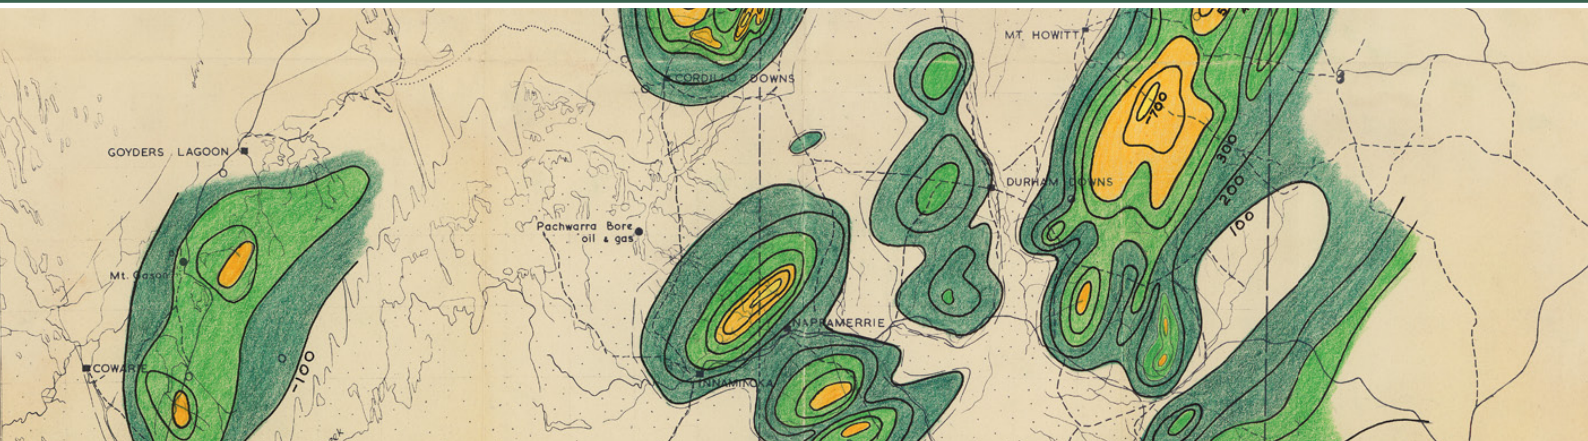 MT. HOWITT
CORDILLO DOWNS
-700
GOYDERS LAGOON
300
DURHAM DOWNS
200
100
Pachwarra Bore
oil & gas
Mt. Gason
NAPPAMERRIE
-100
COWARIE
INNAMINCKA